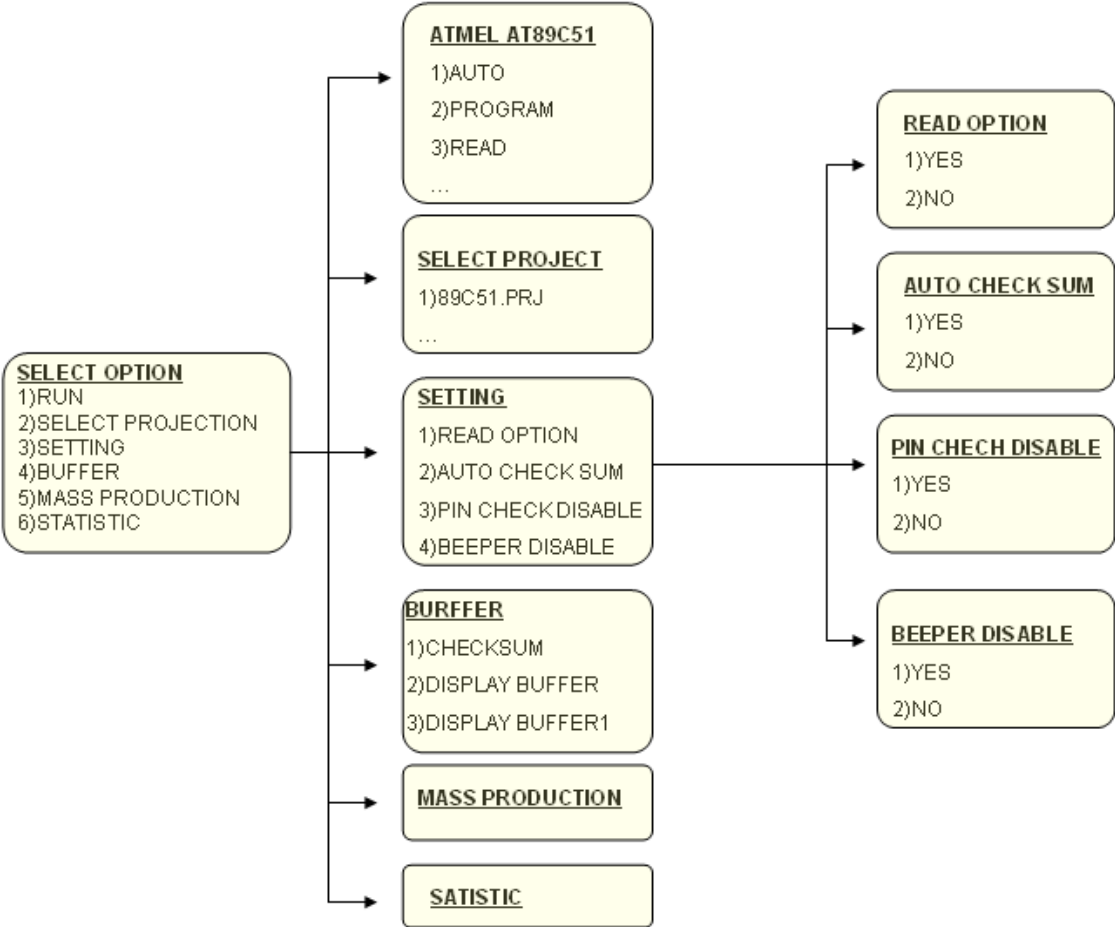 SELECT OPTION
1)RUN
2)SELECT PROJECTION
3)SETTING
4)BUFFER
5)MASS PRODUCTION
6)STATISTIC
ATMEL AT89C51
1)AUTO
2)PROGRAM
3)READ
...
SELECT PROJECT
1)89C51.PRJ
...
SETTING
1)READ OPTION
2)AUTO CHECK SUM
3)PIN CHECK DISABLE
4)BEEPER DISABLE
BURFFER
1)CHECKSUM
2)DISPLAY BUFFER
3)DISPLAY BUFFER1
MASS PRODUCTION
SATISTIC
READ OPTION
1)YES
2)NO
AUTO CHECK SUM
1)YES
2)NO
PIN CHECH DISABLE
1)YES
2)NO
BEEPER DISABLE
1)YES
2)NO